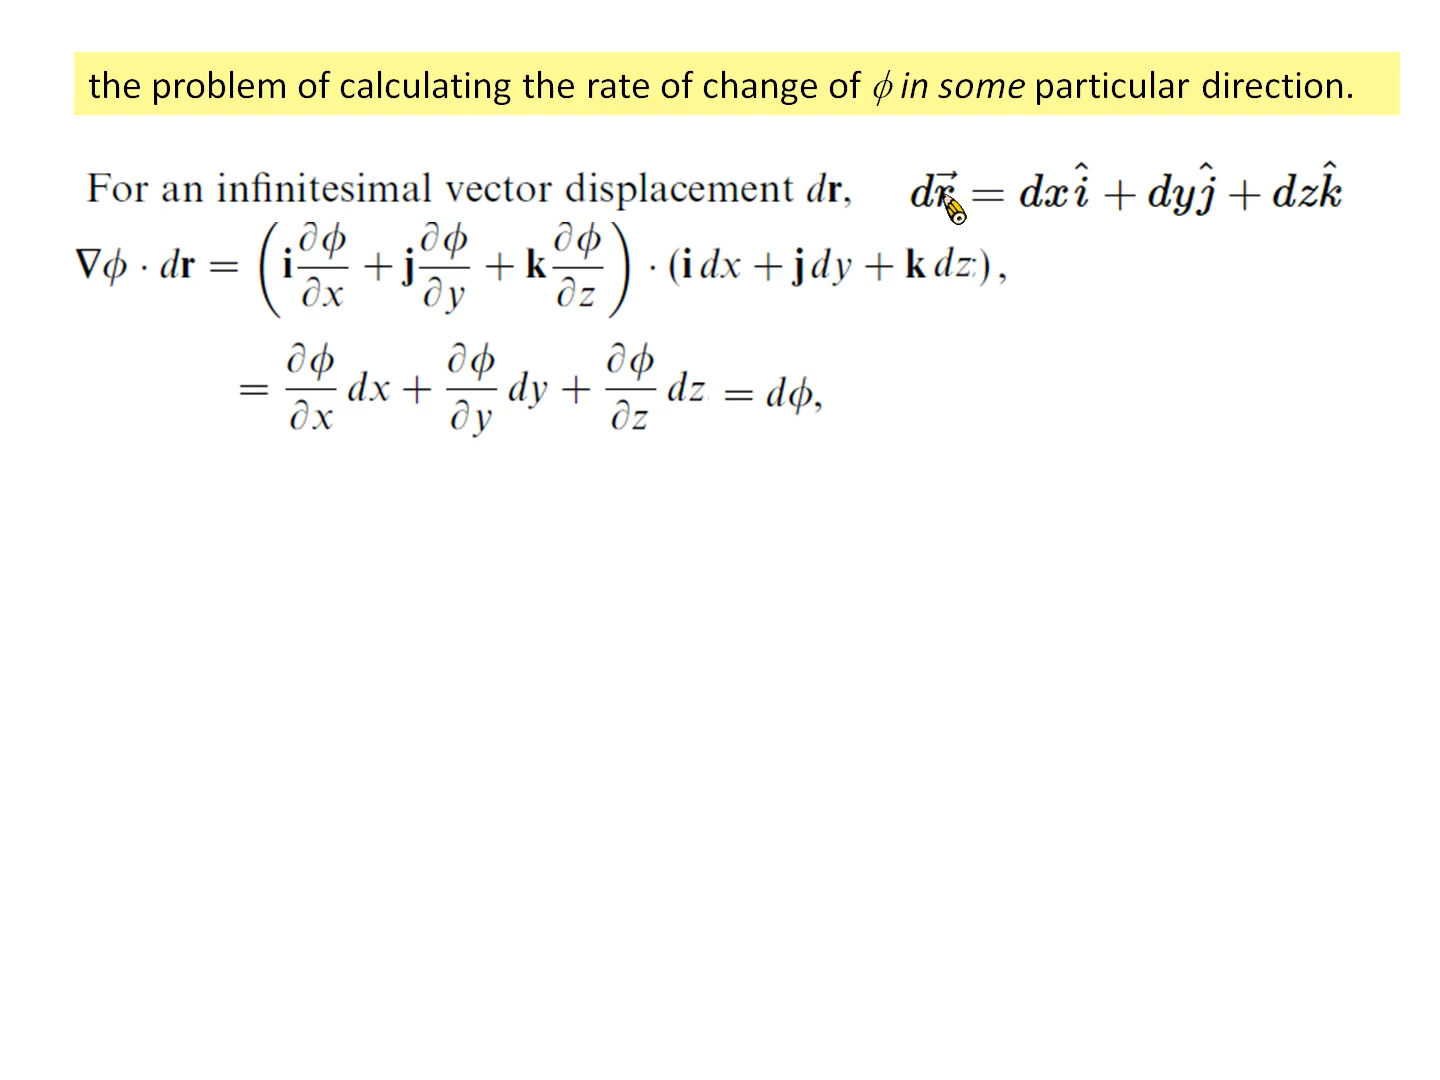 the problem of calculating the rate of change of ϕ in some particular direction.
For an infinitesimal vector displacement dr, d\vec{r} = dx\hat{i} + dy\hat{j} + dz\hat{k}
∇ϕ · dr = (i ∂ϕ/∂x + j ∂ϕ/∂y + k ∂ϕ/∂z) · (i dx + j dy + k dz),
= ∂ϕ/∂x dx + ∂ϕ/∂y dy + ∂ϕ/∂z dz = dϕ,